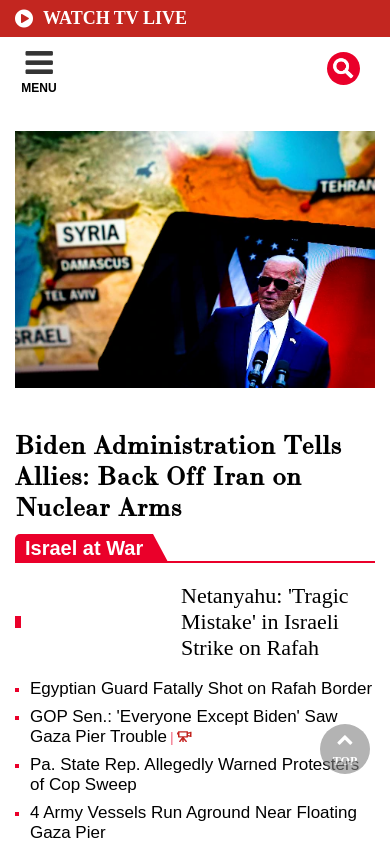 WATCH TV LIVE
MENU
TEHRAN
SYRIA
DAMASCUS
TEL AVIV
SRAEL
Biden Administration Tells
Allies: Back Off Iran on
Nuclear Arms
Israel at War
Netanyahu: 'Tragic
Mistake' in Israeli
Strike on Rafah
Egyptian Guard Fatally Shot on Rafah Border
GOP Sen.: 'Everyone Except Biden' Saw
Gaza Pier Trouble |
Pa. State Rep. Allegedly Warned Protesters
of Cop Sweep
TOP
4 Army Vessels Run Aground Near Floating
Gaza Pier